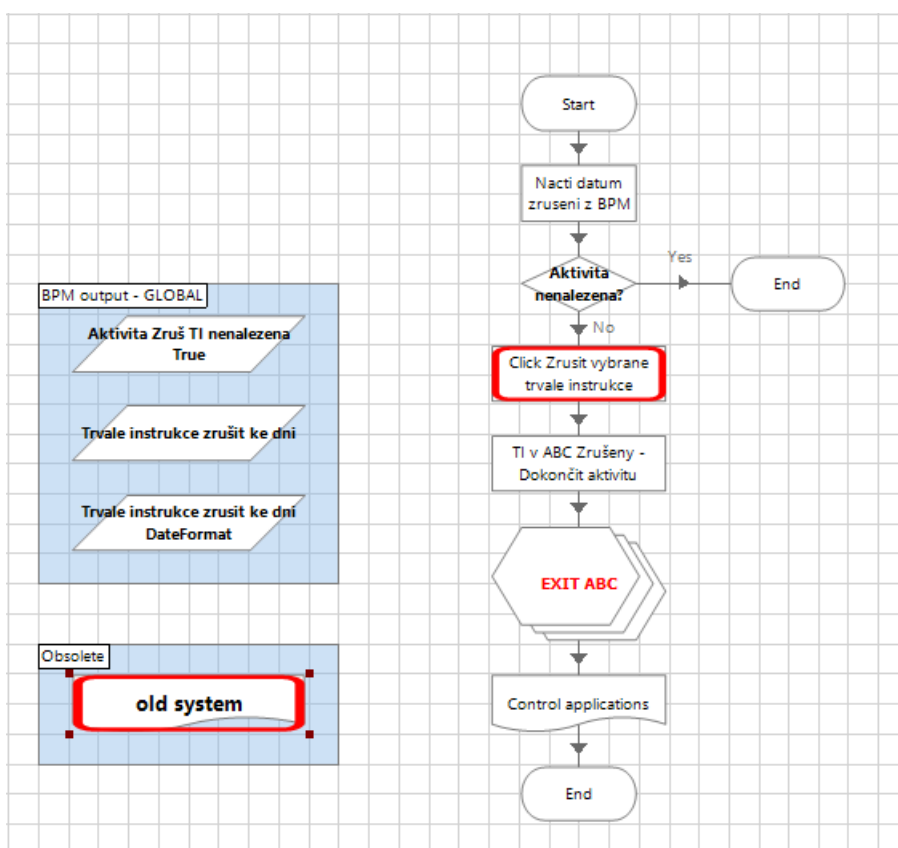 Start
Nacti datum
zruseni z BPM
Aktivita
nenalezena?
Yes
End
No
Click Zrusit vybrane
trvale instrukce
TI v ABC Zrušeny -
Dokončit aktivitu
EXIT ABC
Control applications
End
BPM output - GLOBAL
Aktivita Zruš TI nenalezena
True
Trvale instrukce zrušit ke dni
Trvale instrukce zrusit ke dni
DateFormat
Obsolete
old system